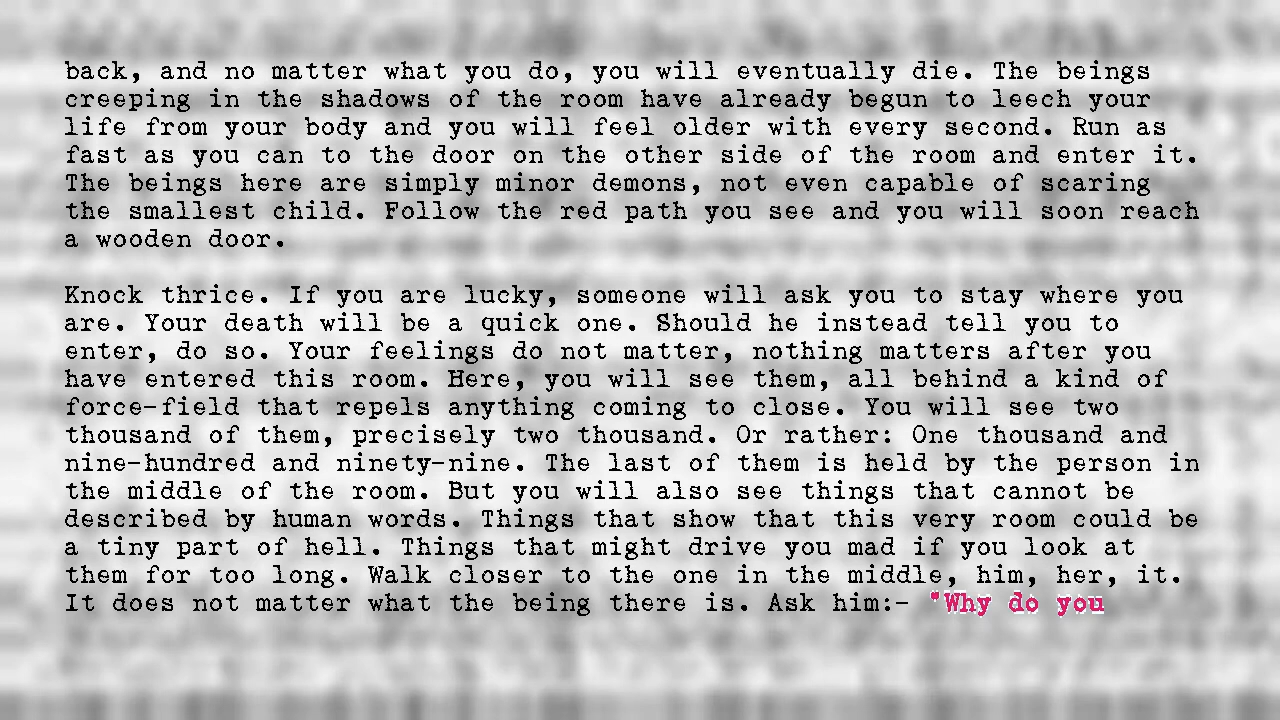 back, and no matter what you do, you will eventually die. The beings
creeping in the shadows of the room have already begun to leech your
life from your body and you will feel older with every second. Run as
fast as you can to the door on the other side of the room and enter it.
The beings here are simply minor demons, not even capable of scaring
the smallest child. Follow the red path you see and you will soon reach
a wooden door.

Knock thrice. If you are lucky, someone will ask you to stay where you
are. Your death will be a quick one. Should he instead tell you to
enter, do so. Your feelings do not matter, nothing matters after you
have entered this room. Here, you will see them, all behind a kind of
force-field that repels anything coming to close. You will see two
thousand of them, precisely two thousand. Or rather: One thousand and
nine-hundred and ninety-nine. The last of them is held by the person in
the middle of the room. But you will also see things that cannot be
described by human words. Things that show that this very room could be
a tiny part of hell. Things that might drive you mad if you look at
them for too long. Walk closer to the one in the middle, him, her, it.
It does not matter what the being there is. Ask him:- "Why do you